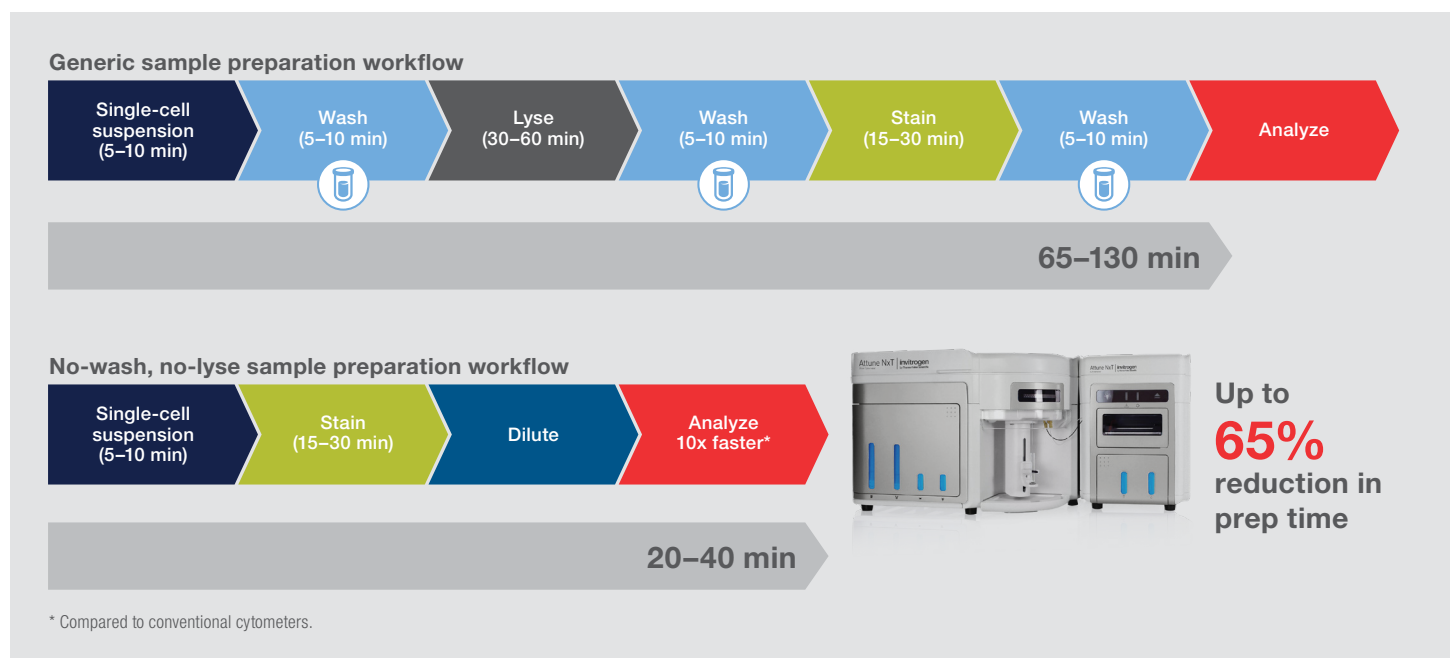 Generic sample preparation workflow
Single-cell
suspension
(5–10 min)
Wash
(5–10 min)
Lyse
(30–60 min)
Wash
(5–10 min)
Stain
(15–30 min)
Wash
(5–10 min)
Analyze
65–130 min
No-wash, no-lyse sample preparation workflow
Single-cell
suspension
(5–10 min)
Stain
(15–30 min)
Dilute
Analyze
10x faster*
20–40 min
Attune NxT | invitrogen
Attune NxT | invitrogen
Up to
65%
reduction in
prep time
* Compared to conventional cytometers.